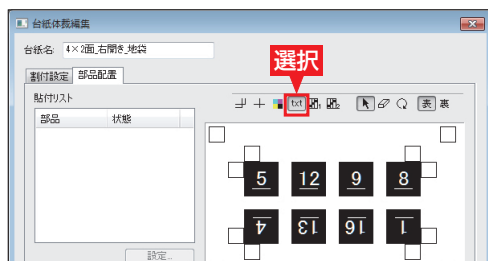 台紙体裁編集
台紙名: 4×2面_右開き_地袋
選択
割付設定 部品配置
貼付リスト
txt 1 2 表 裏
部品 状態
5 12 9 8
4 13 16 1
設定...